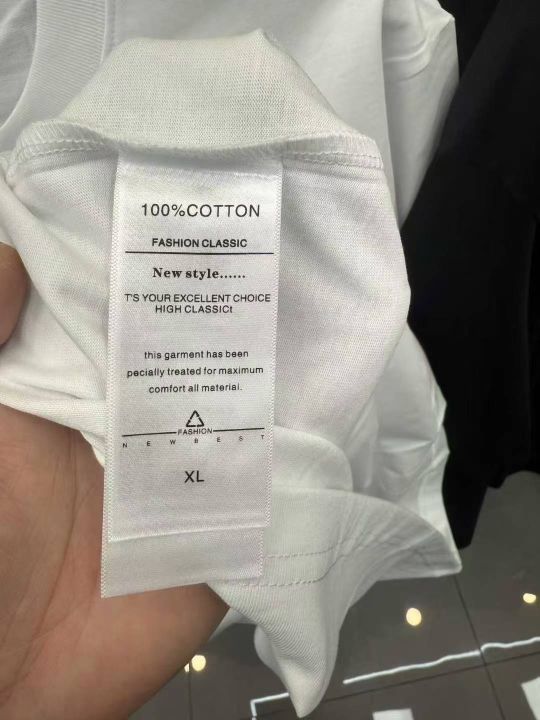 100%COTTON
FASHION CLASSIC
New style......
T'S YOUR EXCELLENT CHOICE
HIGH CLASSICt
this garment has been
pecially treated for maximum
comfort all material.
FASHION
N E W B E S T
XL